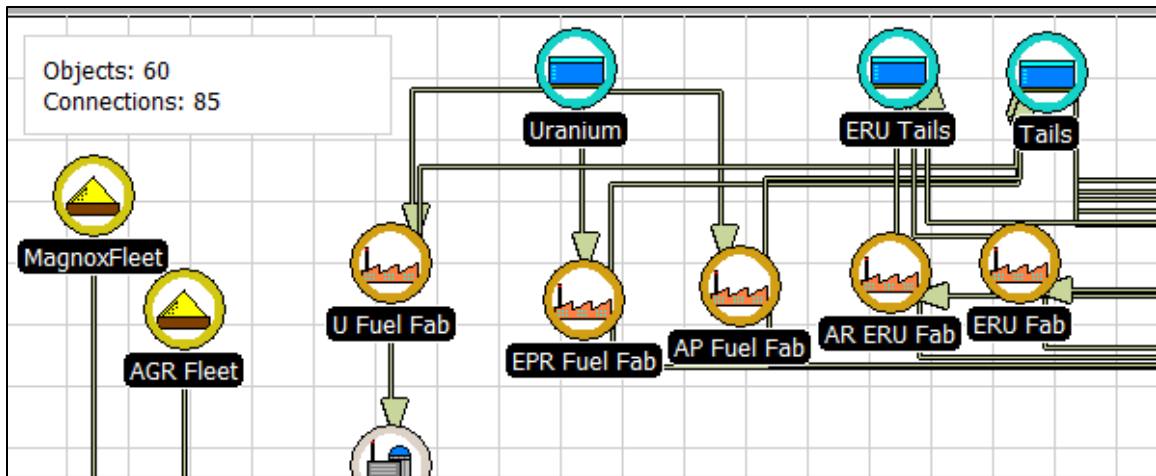 Objects: 60
Connections: 85
Uranium
ERU Tails
Tails
MagnoxFleet
AGR Fleet
U Fuel Fab
EPR Fuel Fab
AP Fuel Fab
AR ERU Fab
ERU Fab